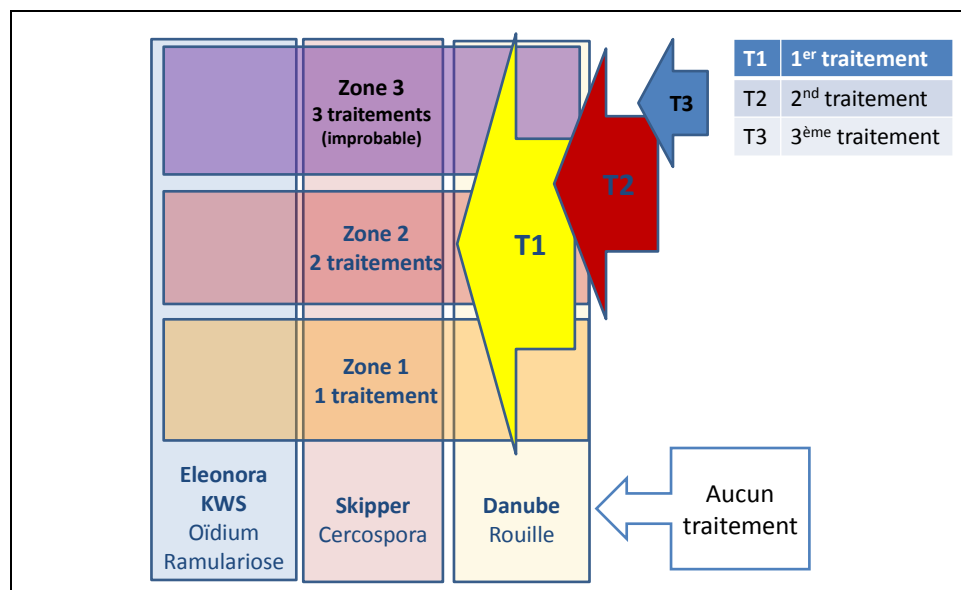 Zone 3
3 traitements
(improbable)
T3
T1 1er traitement
T2 2nd traitement
T3 3ème traitement
T2
Zone 2
2 traitements
T1
Zone 1
1 traitement
Eleonora
KWS
Oïdium
Ramulariose
Skipper
Cercospora
Danube
Rouille
Aucun
traitement